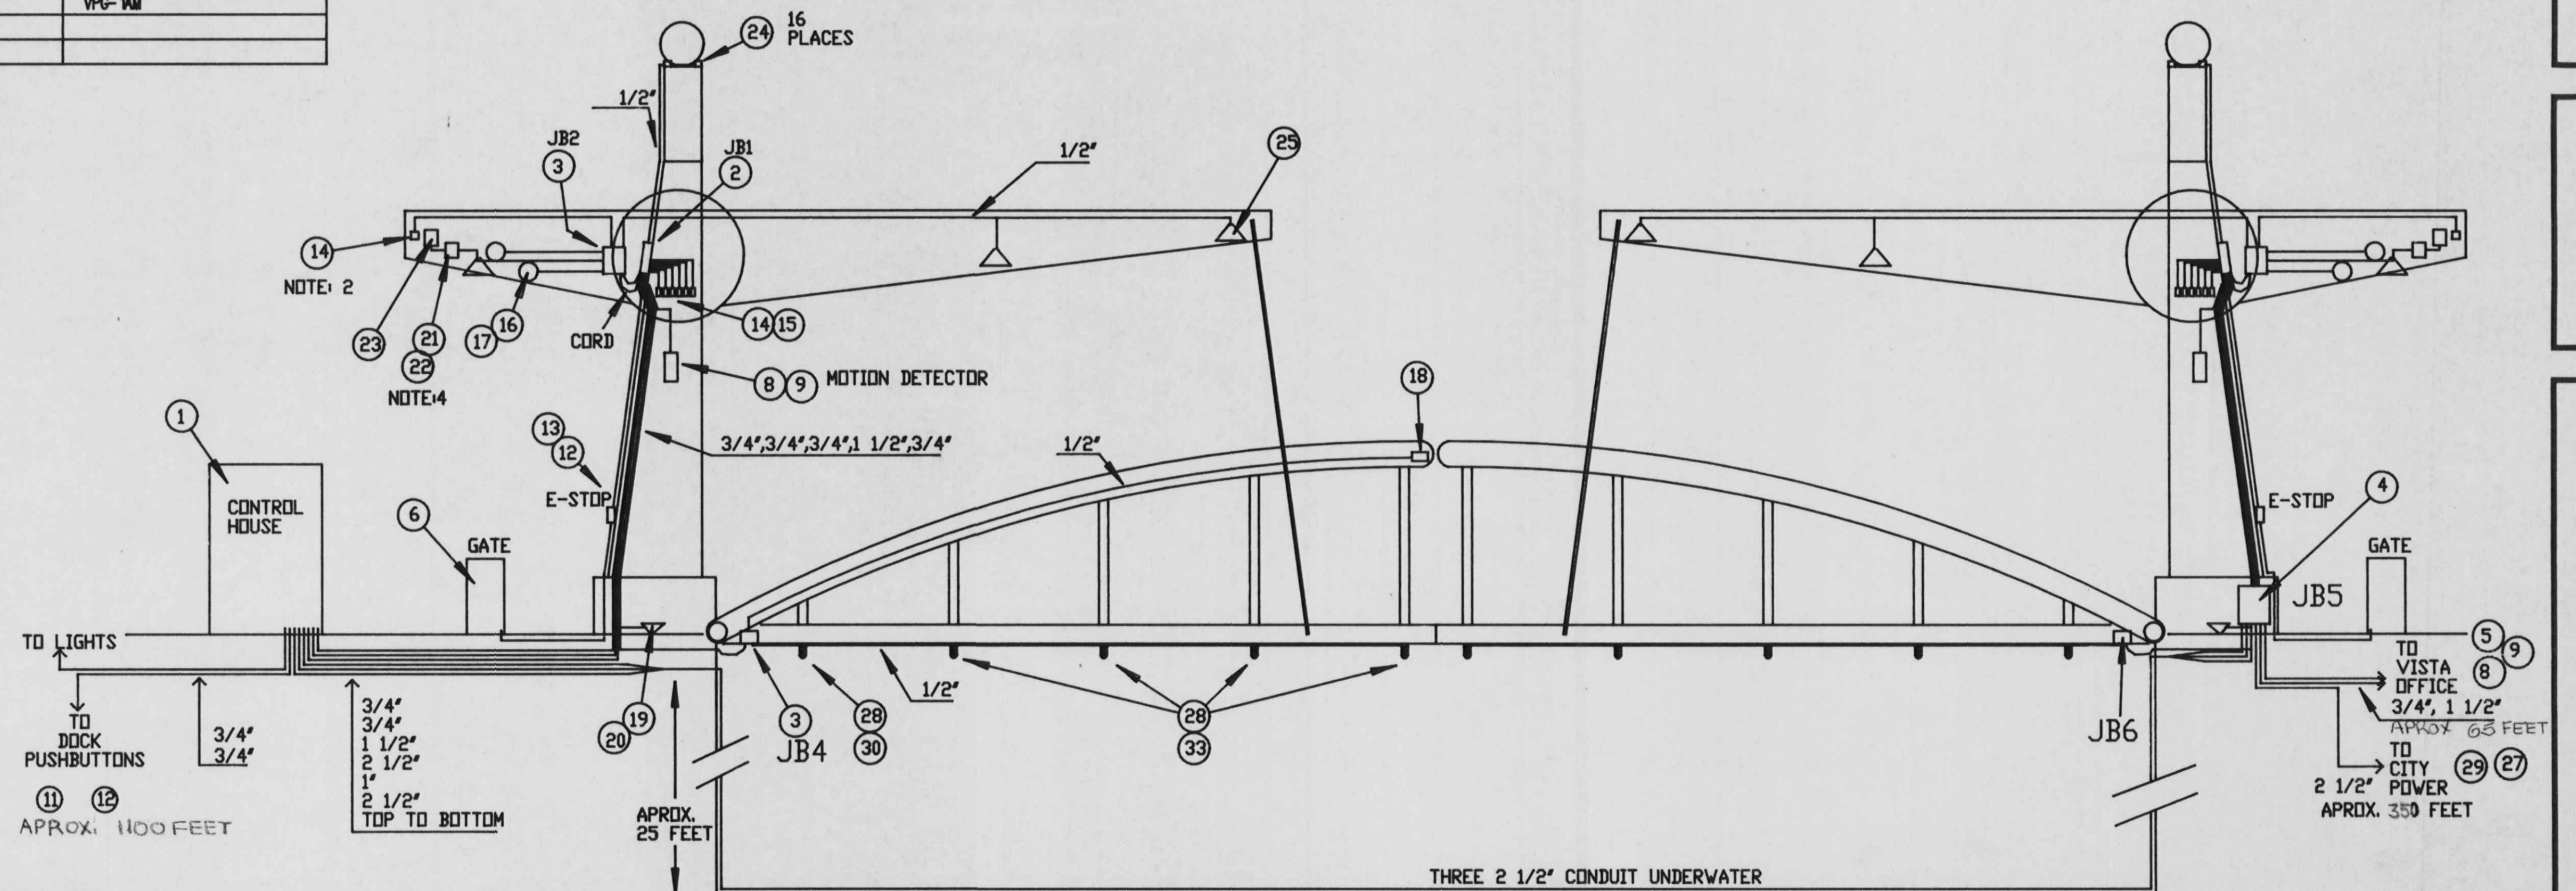 VPG-1AM
24
16
PLACES
1/2"
JB2
3
JB1
2
1/2"
25
14
NOTE: 2
23
21
22
NOTE:4
17
16
CORD
14
15
8
9
MOTION DETECTOR
18
1
13
12
3/4",3/4",3/4",1 1/2",3/4"
1/2"
E-STOP
E-STOP
4
CONTROL
HOUSE
6
GATE
GATE
JB5
TO LIGHTS
5
9
8
TO
VISTA
OFFICE
3/4", 1 1/2"
APROX 65 FEET
1/2"
TO
DOCK
PUSHBUTTONS
11
12
APROX. 1100 FEET
3/4"
3/4"
3/4"
3/4"
1 1/2"
2 1/2"
1"
2 1/2"
TOP TO BOTTOM
20
19
3
JB4
28
30
28
33
JB6
TO
CITY
POWER
29
27
2 1/2"
APROX. 350 FEET
APROX.
25 FEET
THREE 2 1/2" CONDUIT UNDERWATER